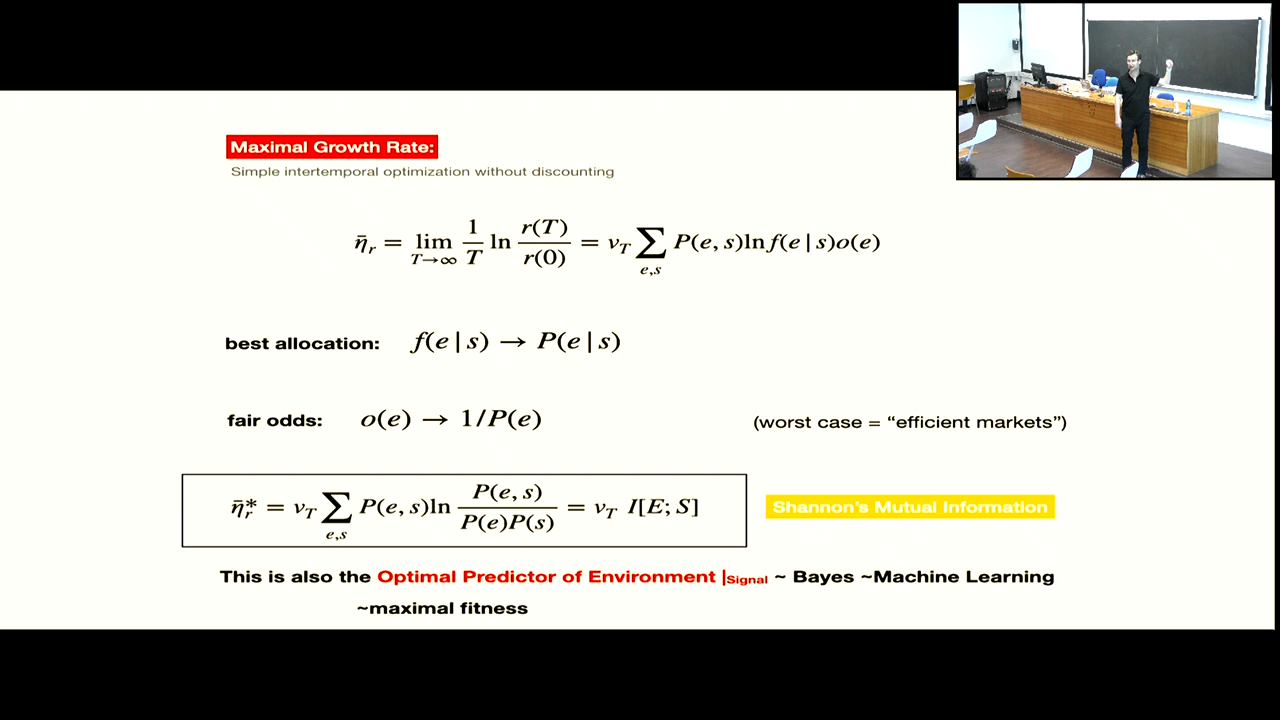 Maximal Growth Rate:
Simple intertemporal optimization without discounting
η̄_r = lim_{T→∞} 1/T ln r(T)/r(0) = v_T ∑_{e,s} P(e, s)ln f(e | s)o(e)
best allocation: f(e | s) → P(e | s)
fair odds: o(e) → 1/P(e) (worst case = “efficient markets”)
η̄_r* = v_T ∑_{e,s} P(e, s)ln P(e, s)/P(e)P(s) = v_T I[E; S] Shannon's Mutual Information
This is also the Optimal Predictor of Environment |Signal ~ Bayes ~Machine Learning
~maximal fitness